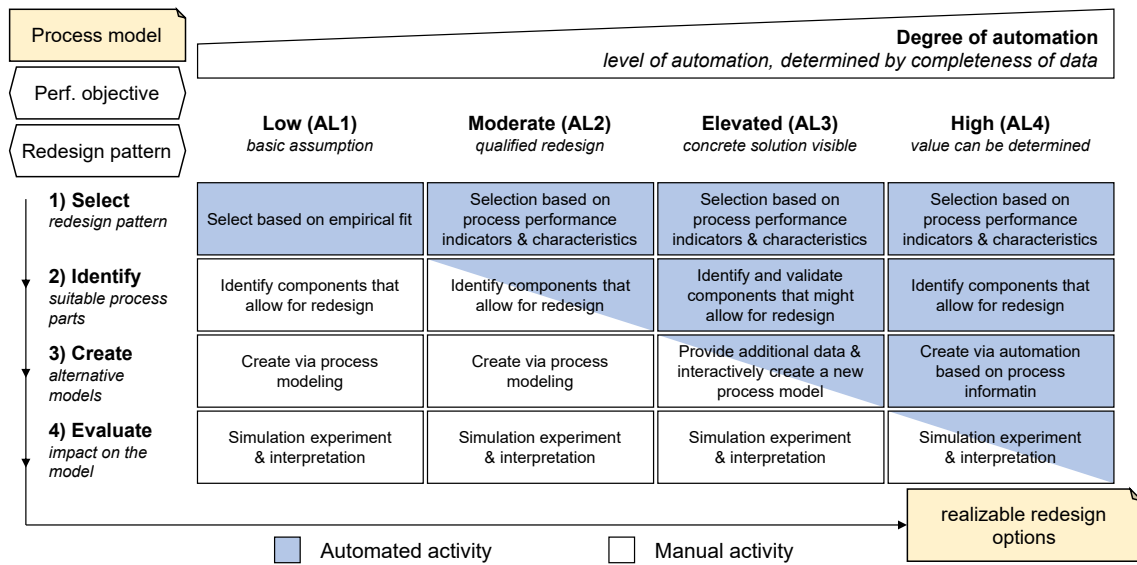 Process model
Perf. objective
Redesign pattern
Degree of automation
level of automation, determined by completeness of data
Low (AL1)
basic assumption
Moderate (AL2)
qualified redesign
Elevated (AL3)
concrete solution visible
High (AL4)
value can be determined
1) Select
redesign pattern
Select based on empirical fit
Selection based on
process performance
indicators & characteristics
Selection based on
process performance
indicators & characteristics
Selection based on
process performance
indicators & characteristics
2) Identify
suitable process
parts
Identify components that
allow for redesign
Identify components that
allow for redesign
Identify and validate
components that might
allow for redesign
Identify components that
allow for redesign
3) Create
alternative
models
Create via process
modeling
Create via process
modeling
Provide additional data &
interactively create a new
process model
Create via automation
based on process
informatin
4) Evaluate
impact on the
model
Simulation experiment
& interpretation
Simulation experiment
& interpretation
Simulation experiment
& interpretation
Simulation experiment
& interpretation
realizable redesign
options
Automated activity
Manual activity